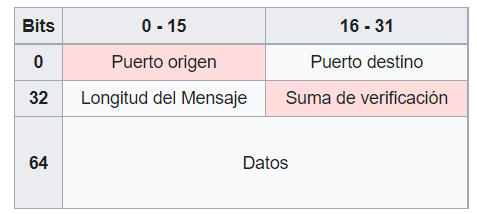 Bits 0 - 15 16 - 31
0 Puerto origen Puerto destino
32 Longitud del Mensaje Suma de verificación
64 Datos